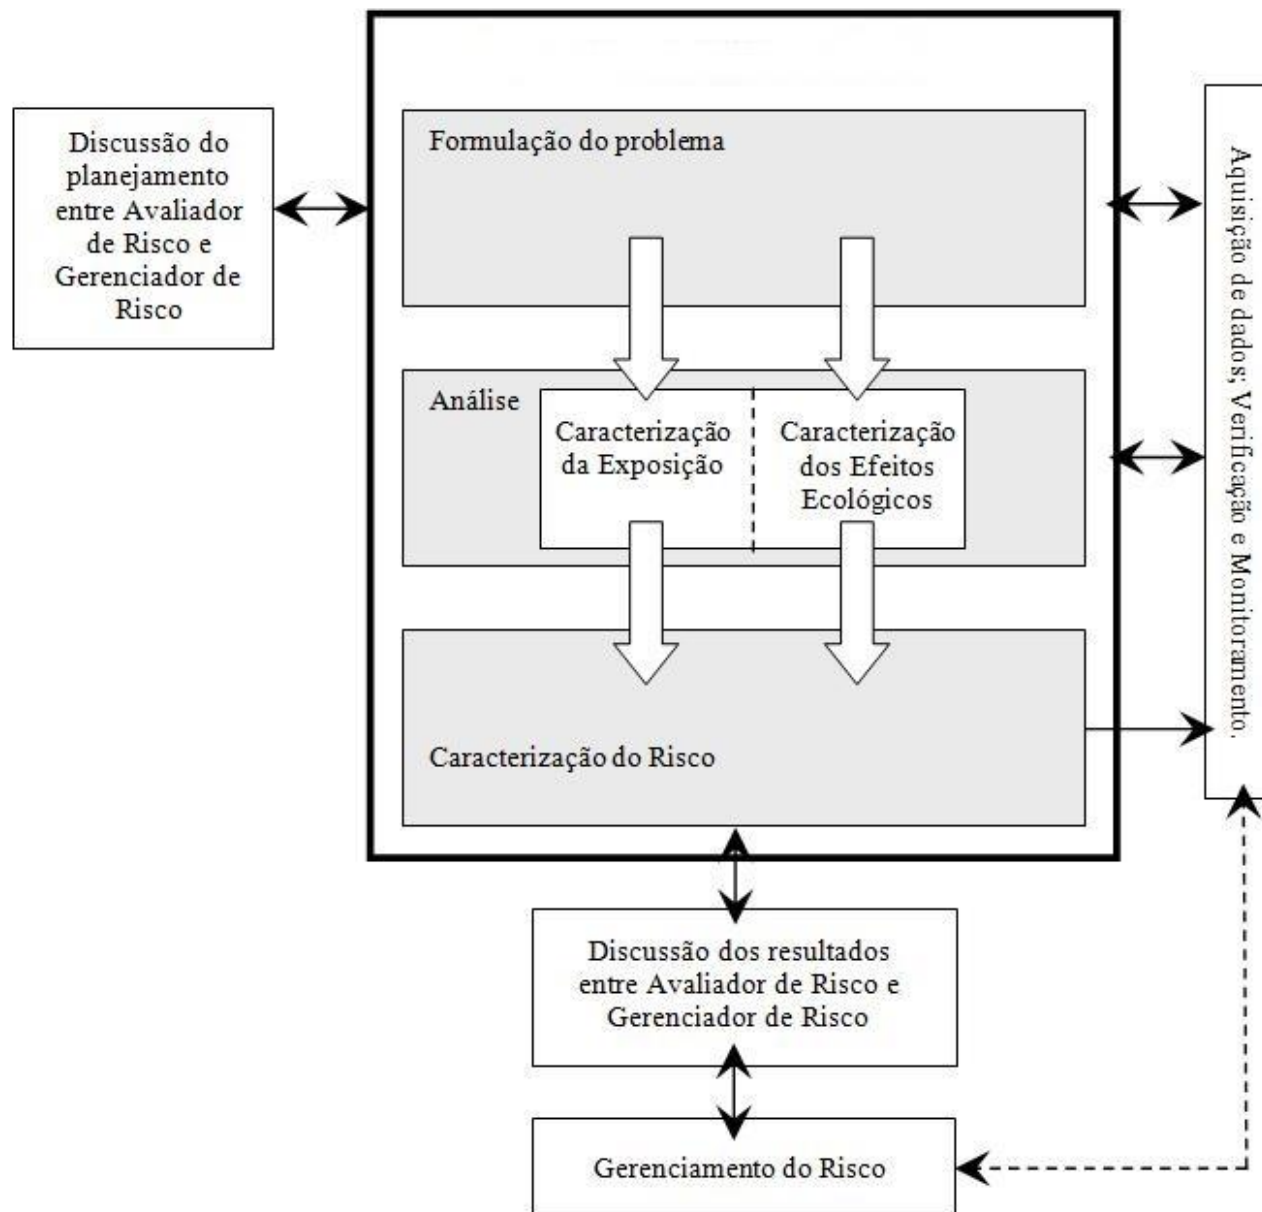 Discussão do
planejamento
entre Avaliador
de Risco e
Gerenciador de
Risco
Formulação do problema
Análise
Caracterização
da Exposição
Caracterização
dos Efeitos
Ecológicos
Caracterização do Risco
Aquisição de dados; Verificação e Monitoramento.
Discussão dos resultados
entre Avaliador de Risco e
Gerenciador de Risco
Gerenciamento do Risco